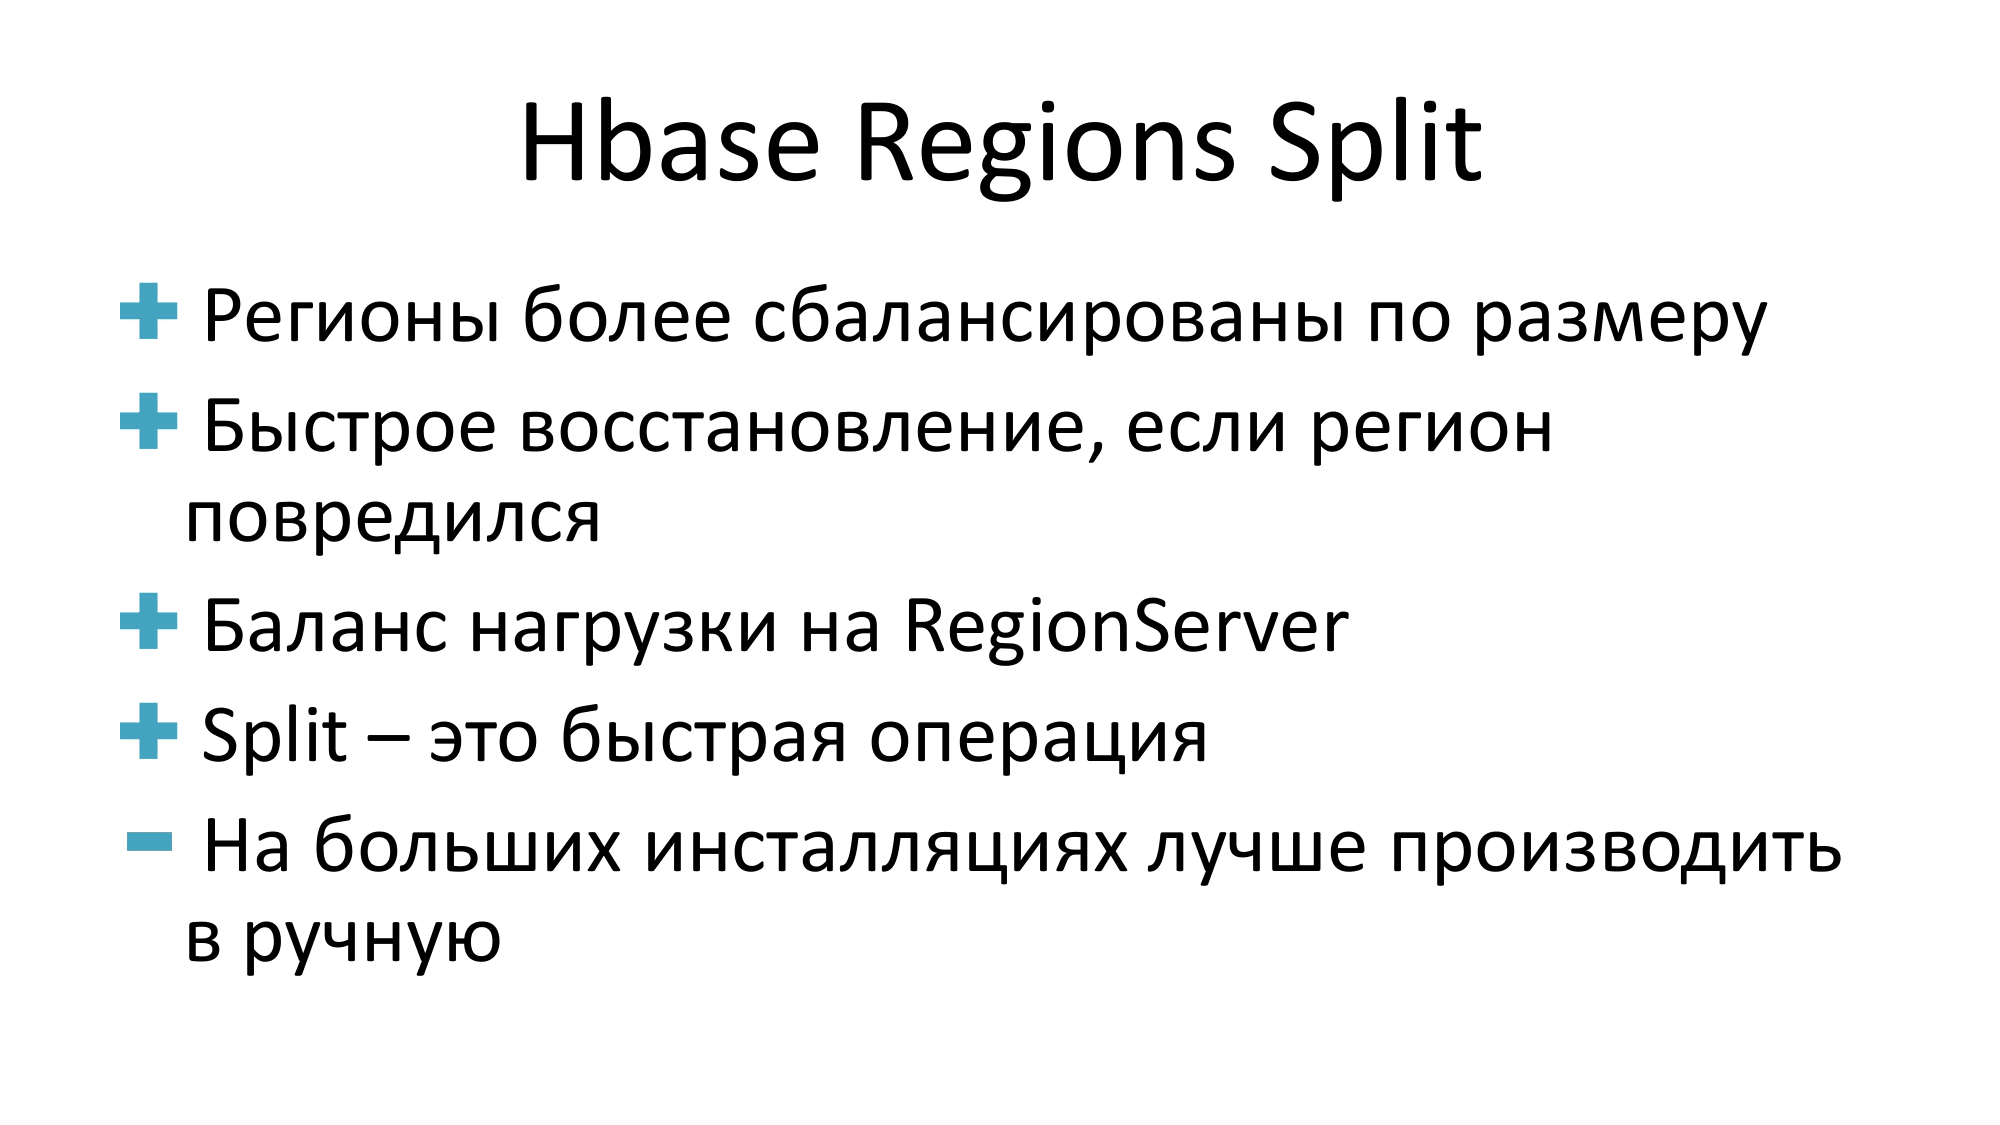 Hbase Regions Split
+ Регионы более сбалансированы по размеру
+ Быстрое восстановление, если регион
повредился
+ Баланс нагрузки на RegionServer
+ Split – это быстрая операция
- На больших инсталляциях лучше производить
в ручную